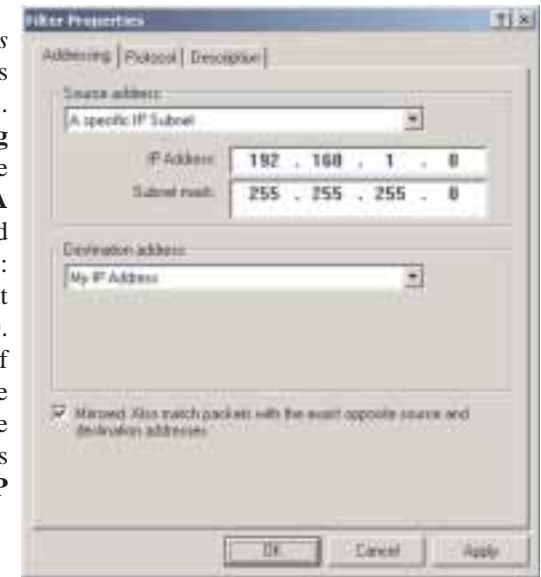 Filter Properties
Addressing Protocol Description
Source address
A specific IP Subnet
IP Address: 192 . 168 . 1 . 0
Subnet mask: 255 . 255 . 255 . 0
Destination address
My IP Address
Mirrored. Also match packets with the exact opposite source and
destination addresses.
OK Cancel Apply
s
s
.
g
e
A
d
:
t
.
f
e
e
s
P